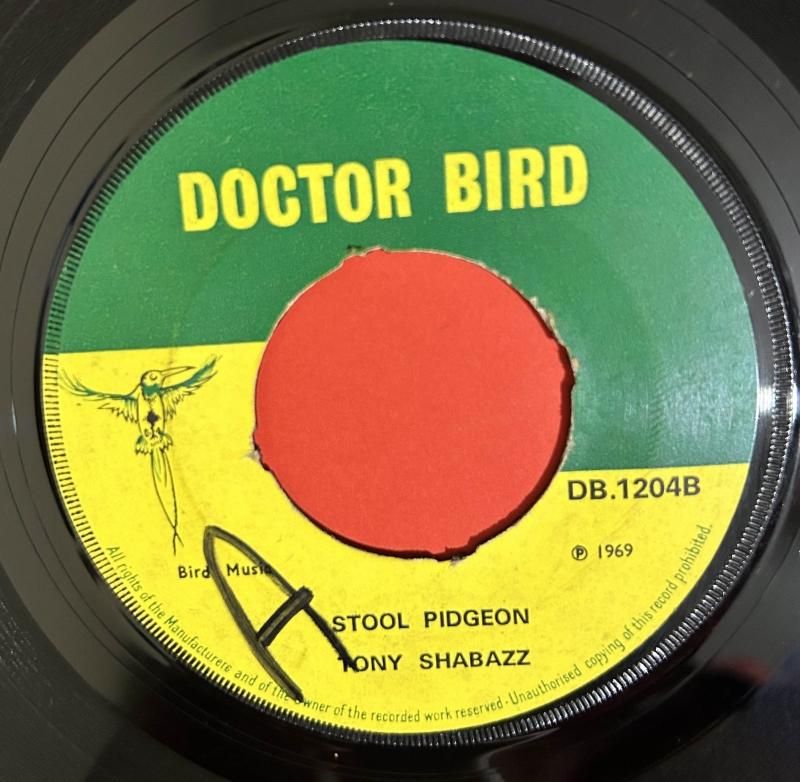 DOCTOR BIRD
DB.1204B
℗ 1969
Bird Music
A
STOOL PIDGEON
TONY SHABAZZ
All rights of the Manufacturers and of the Owner of the recorded work reserved · Unauthorised copying of this record prohibited.